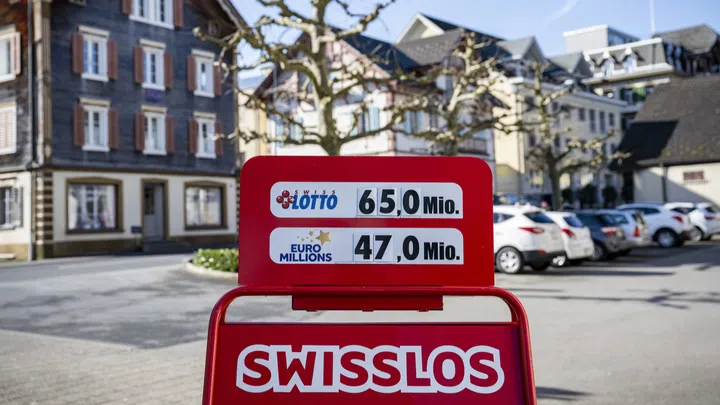 SWISS
LOTTO 65,0 Mio.
EURO
MILLIONS 47,0 Mio.
SWISSLOS